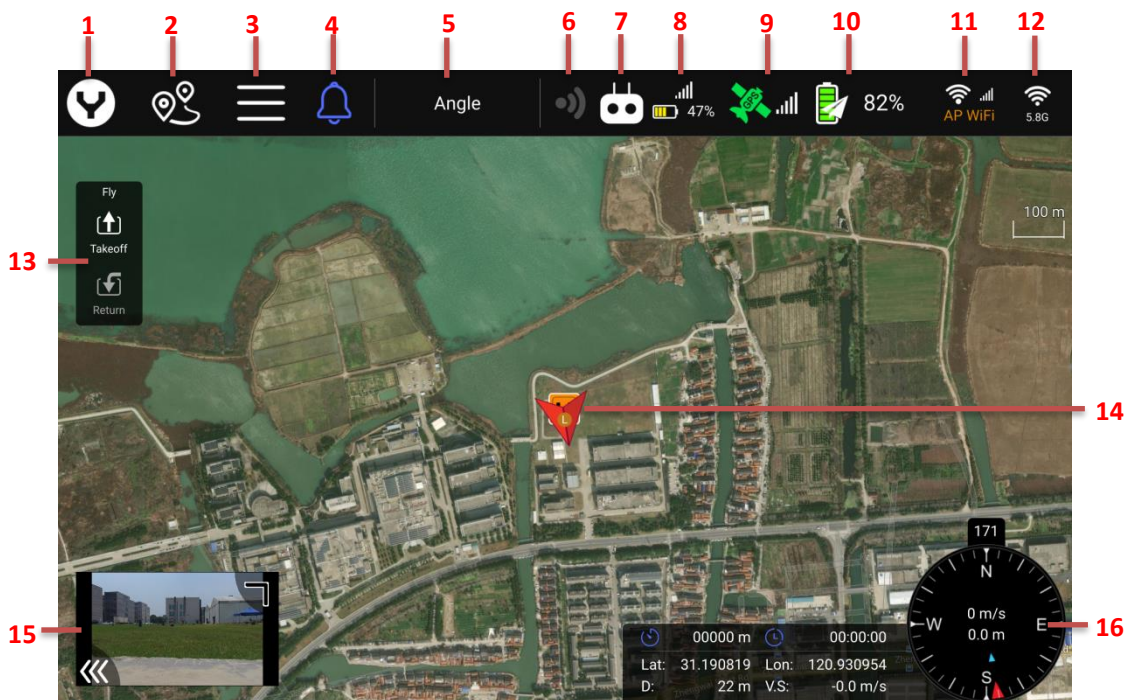 1 2 3 4 5 6 7 8 9 10 11 12
Angle
47%
GPS
82%
AP WiFi
5.8G
Fly
Takeoff
Return
13
100 m
14
L
15
171
N
W E
S
0 m/s
0.0 m
16
00000 m 00:00:00
Lat: 31.190819 Lon: 120.930954
D: 22 m V.S: -0.0 m/s